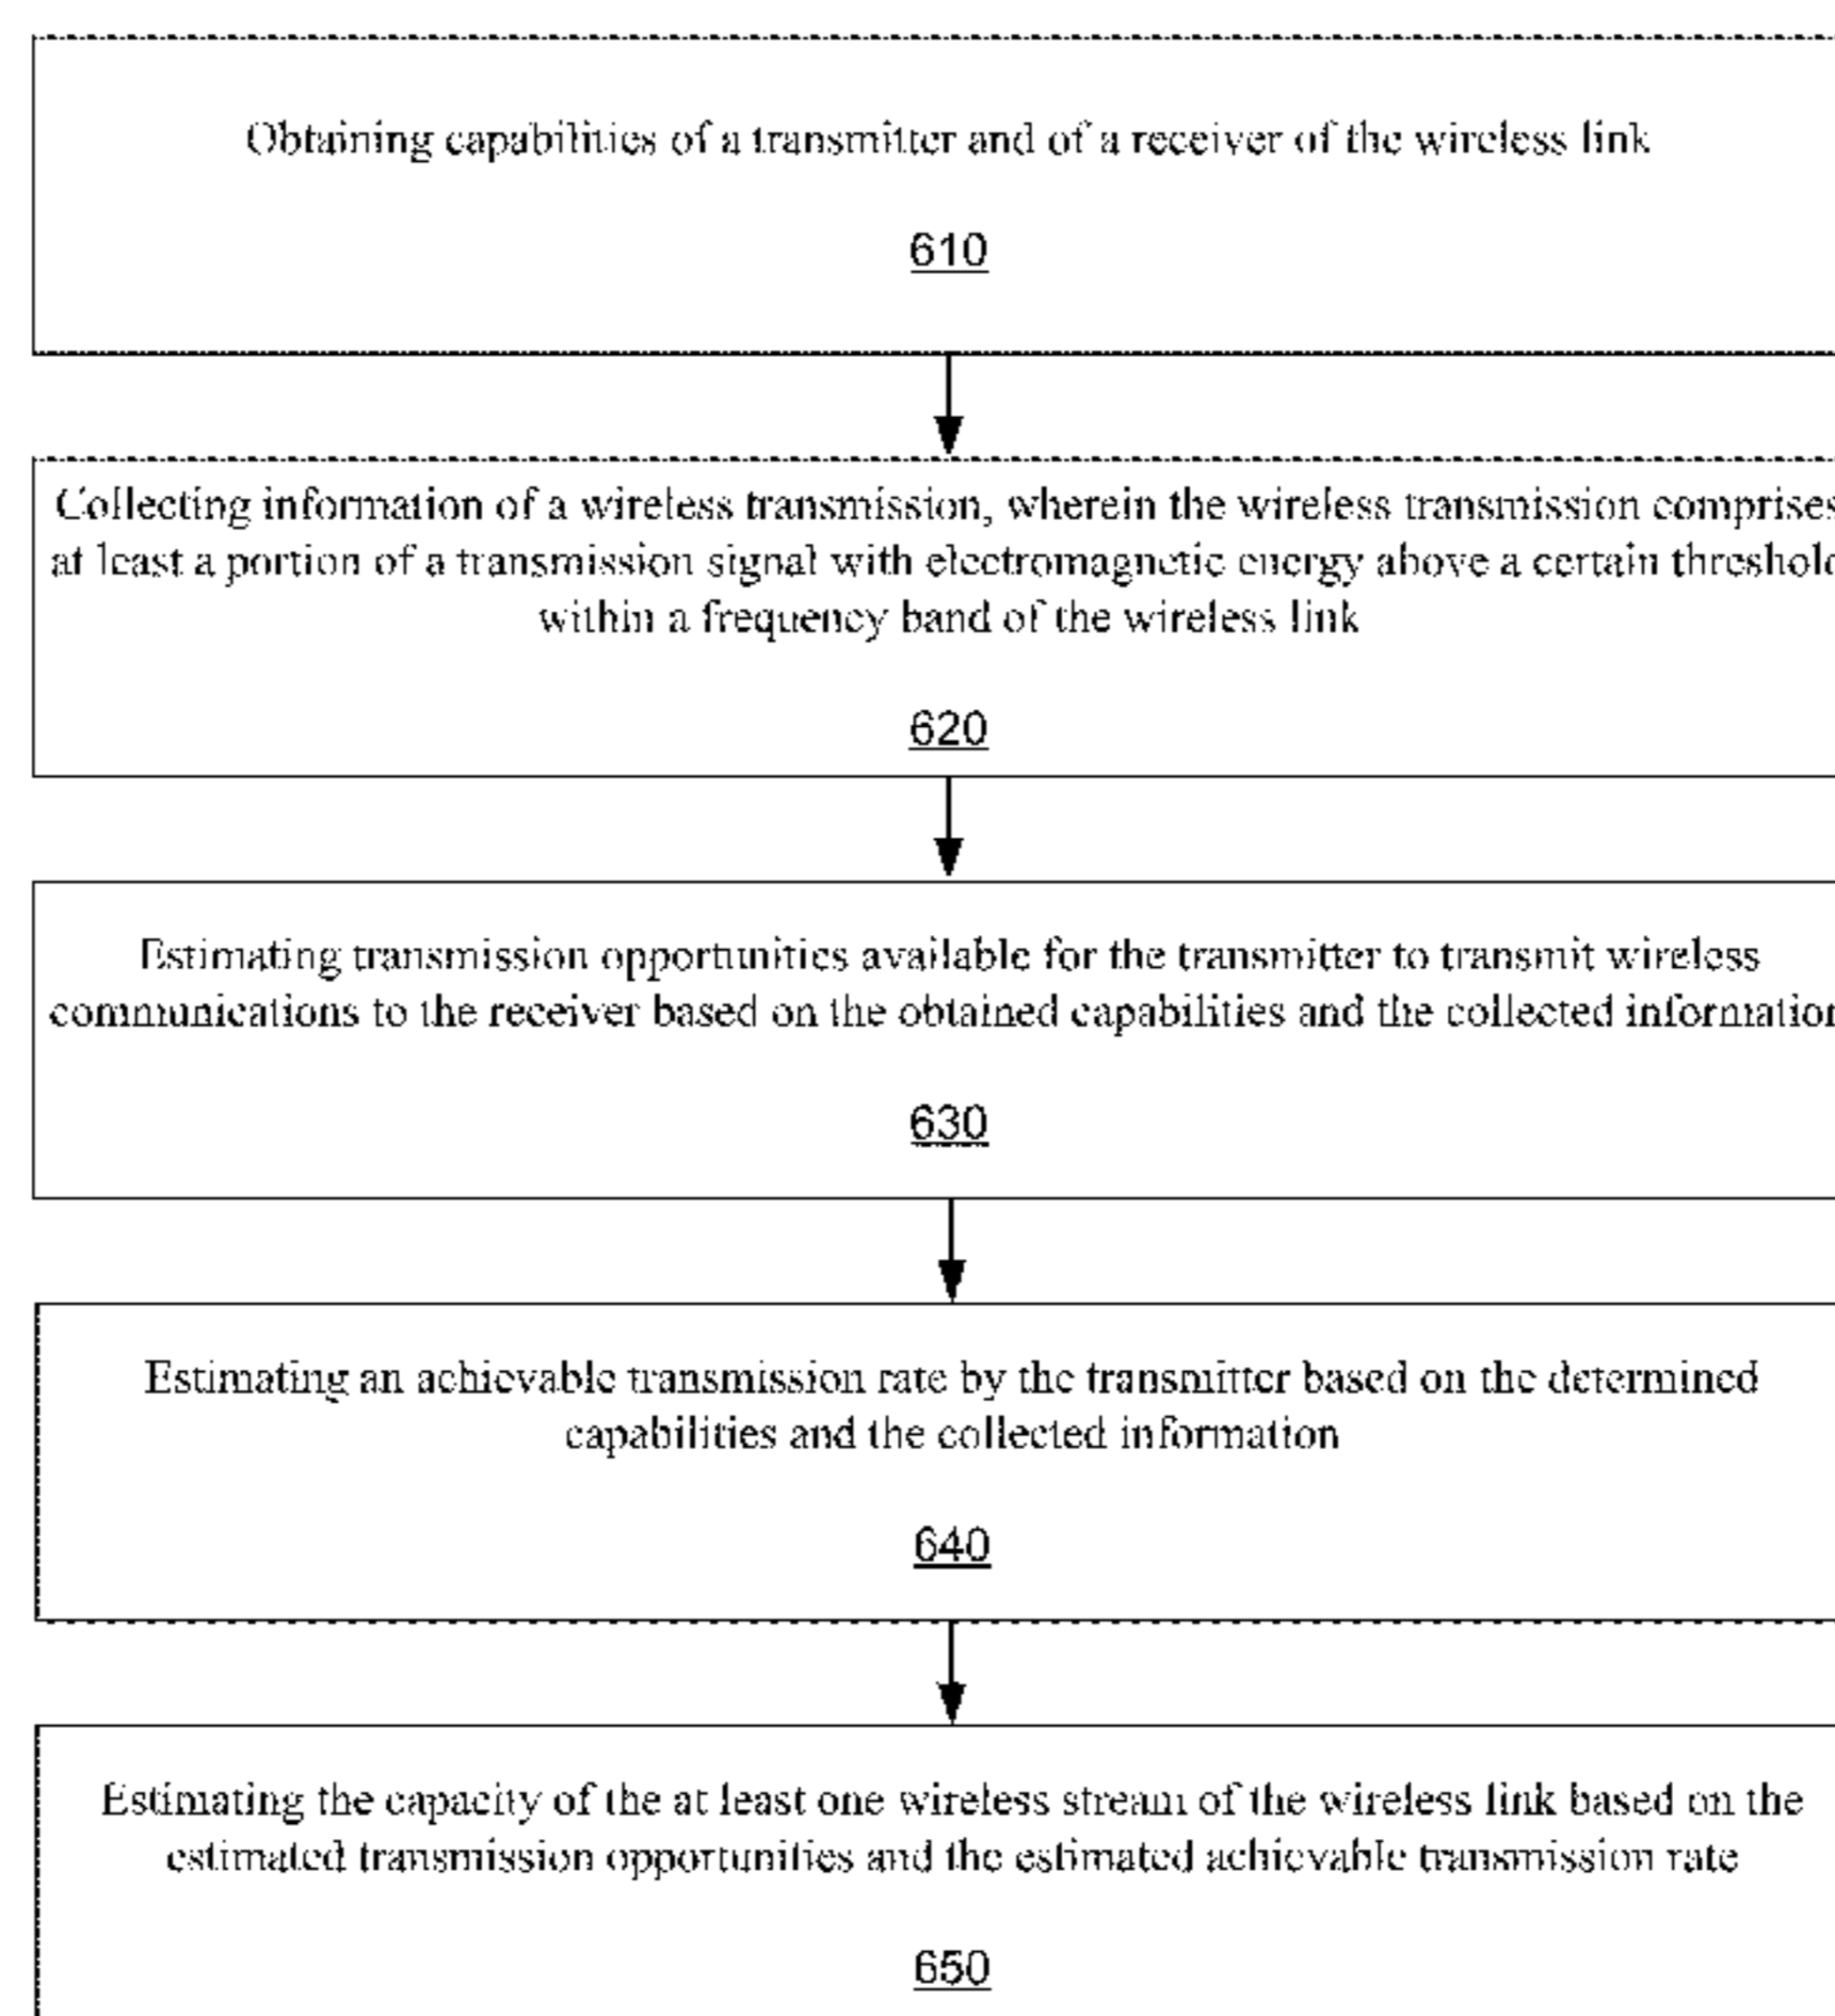 Obtaining capabilities of a transmitter and of a receiver of the wireless link
610
Collecting information of a wireless transmission, wherein the wireless transmission comprises
at least a portion of a transmission signal with electromagnetic energy above a certain threshold
within a frequency band of the wireless link
620
Estimating transmission opportunities available for the transmitter to transmit wireless
communications to the receiver based on the obtained capabilities and the collected information
630
Estimating an achievable transmission rate by the transmitter based on the determined
capabilities and the collected information
640
Estimating the capacity of the at least one wireless stream of the wireless link based on the
estimated transmission opportunities and the estimated achievable transmission rate
650